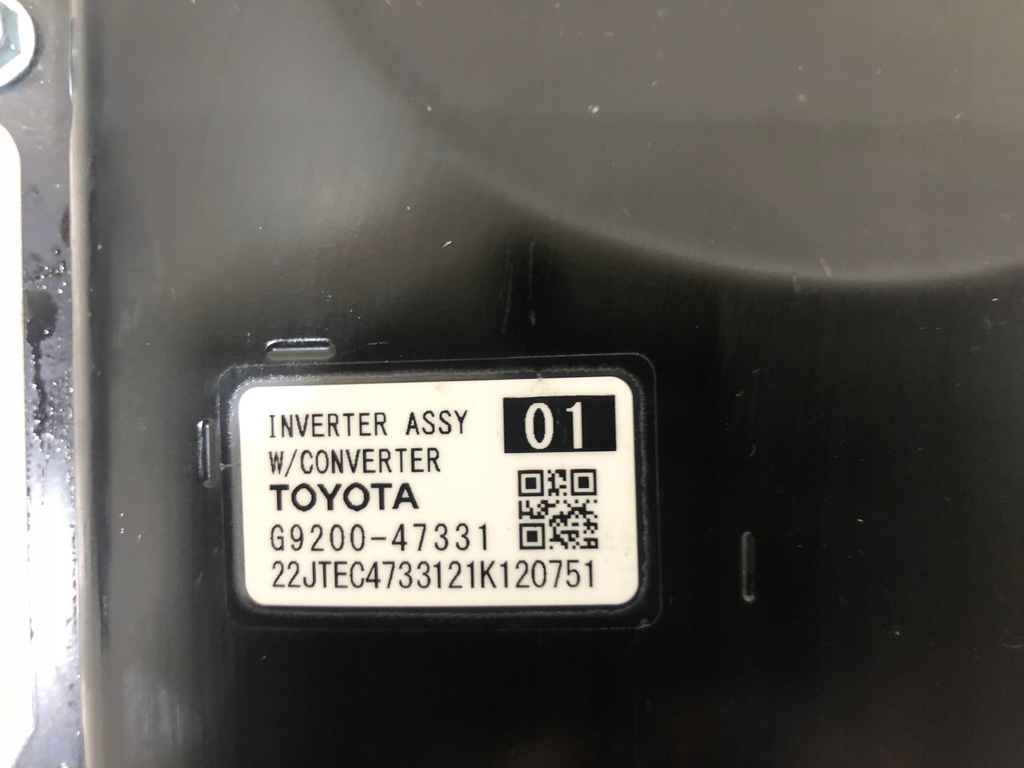 INVERTER ASSY 01
W/CONVERTER
TOYOTA
G9200-47331
22JTEC4733121K120751